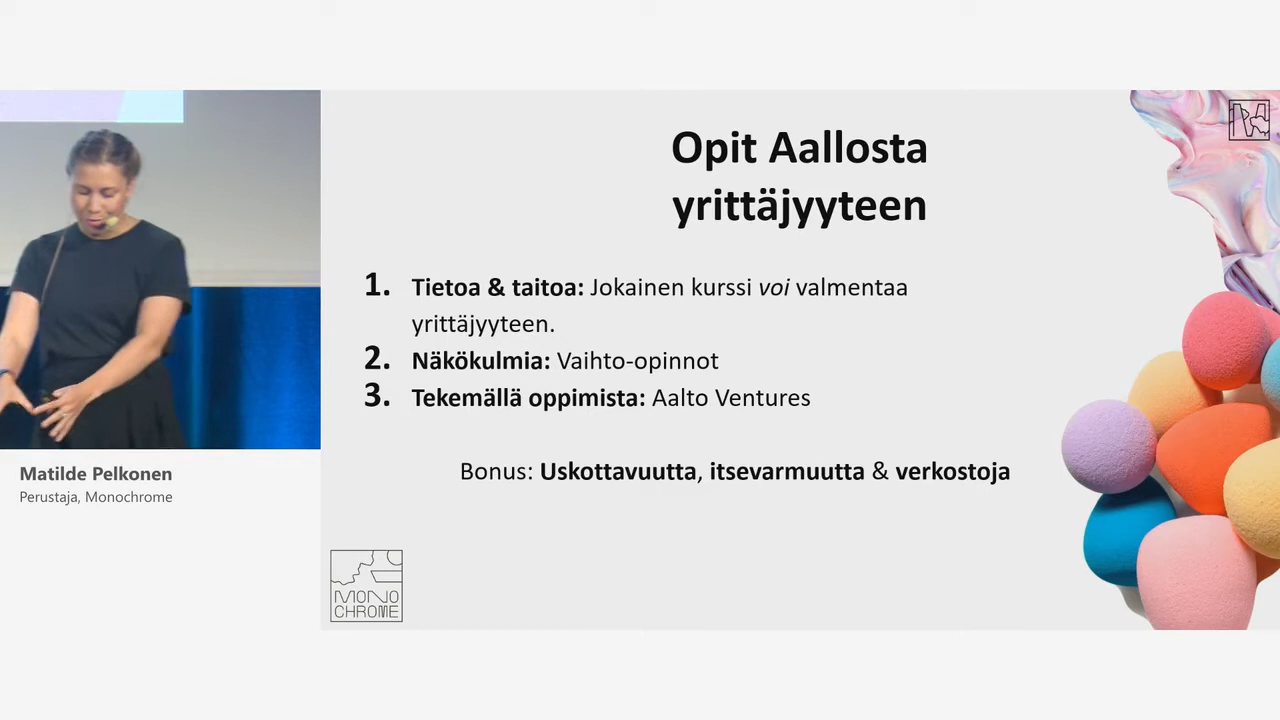 Opit Aallosta
yrittäjyyteen
1. Tietoa & taitoa: Jokainen kurssi voi valmentaa
yrittäjyyteen.
2. Näkökulmia: Vaihto-opinnot
3. Tekemällä oppimista: Aalto Ventures
Bonus: Uskottavuutta, itsevarmuutta & verkostoja
Matilde Pelkonen
Perustaja, Monochrome
MONO
CHROME